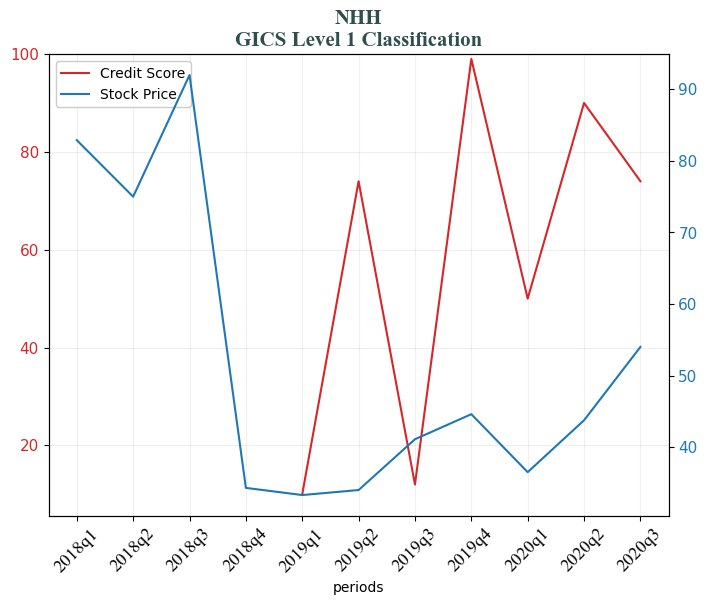 NHH
GICS Level 1 Classification
Credit Score
Stock Price
100
80
60
40
20
90
80
70
60
50
40
2018q1
2018q2
2018q3
2018q4
2019q1
2019q2
2019q3
2019q4
2020q1
2020q2
2020q3
periods